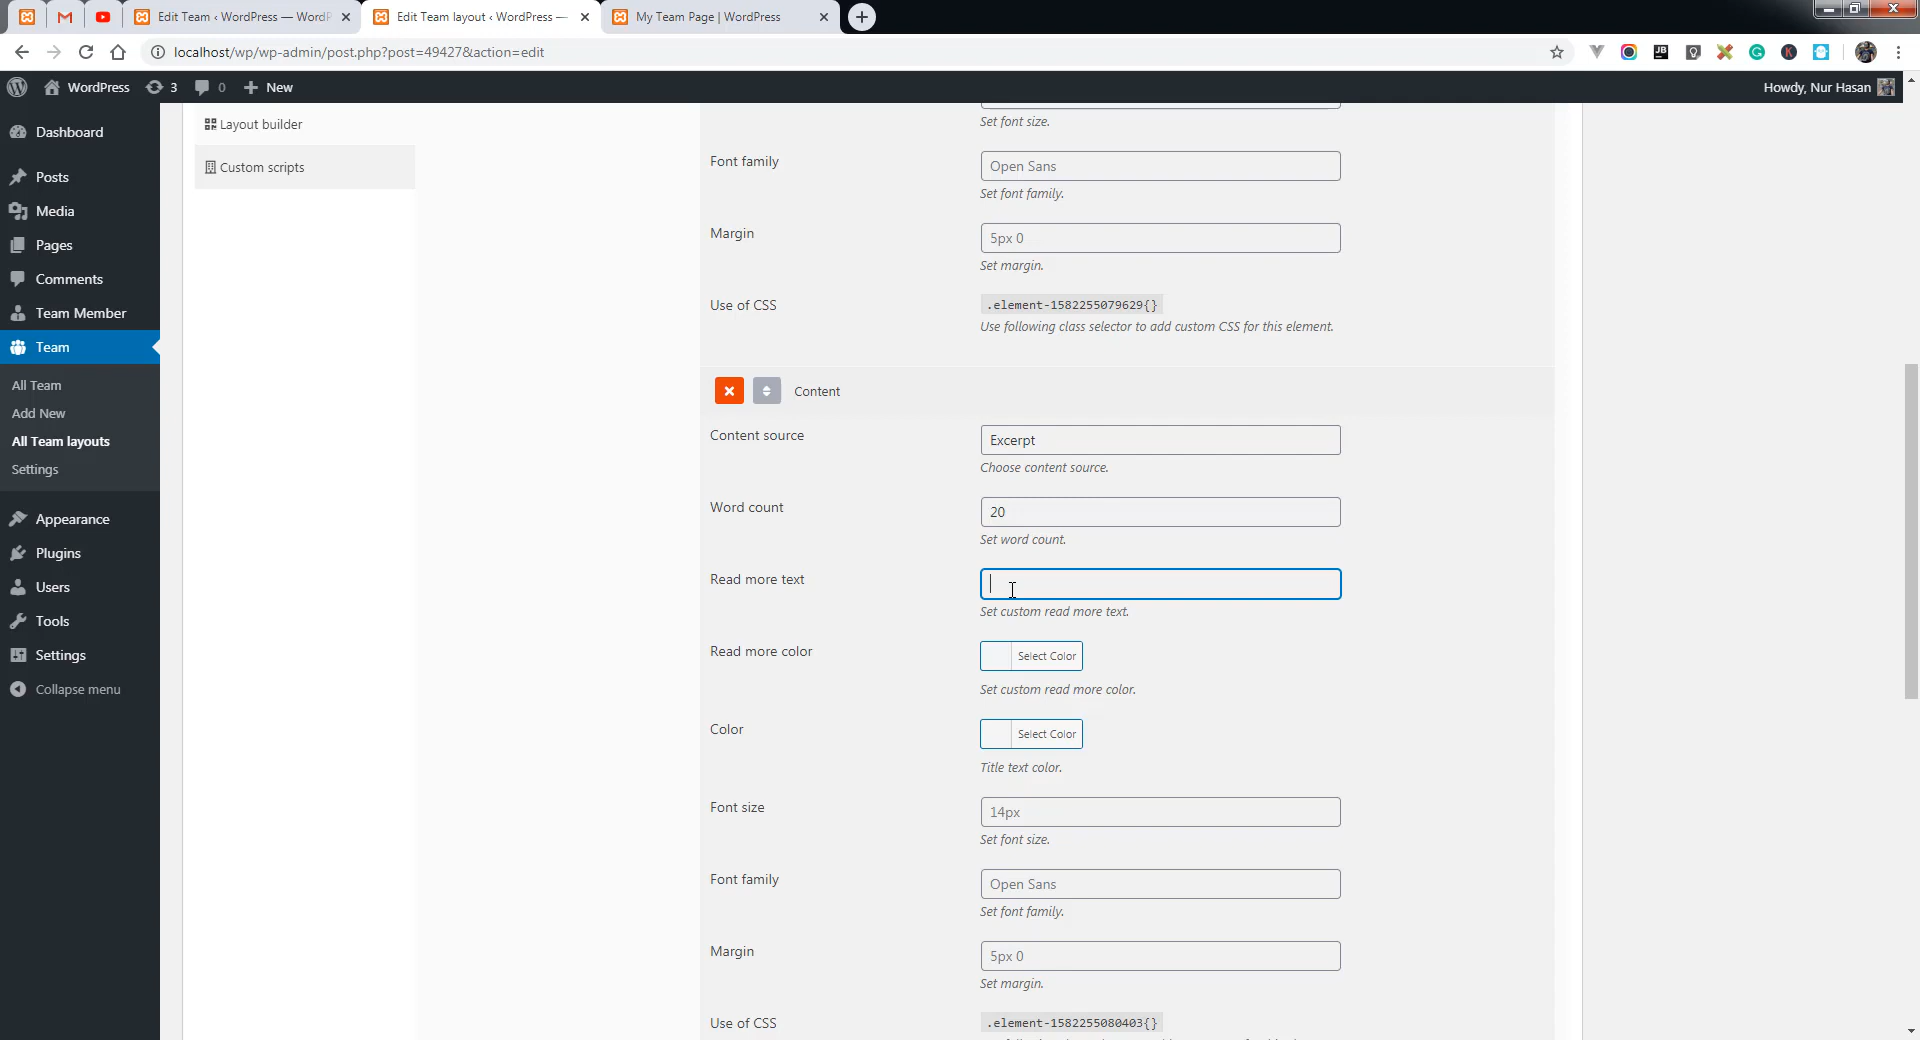 Edit Team ‹ WordPress — WordP
Edit Team layout ‹ WordPress —
My Team Page | WordPress
localhost/wp/wp-admin/post.php?post=49427&action=edit
WordPress
3
0
New
Howdy, Nur Hasan
Dashboard
Posts
Media
Pages
Comments
Team Member
Team
All Team
Add New
All Team layouts
Settings
Appearance
Plugins
Users
Tools
Settings
Collapse menu
Layout builder
Custom scripts
Set font size.
Font family
Open Sans
Set font family.
Margin
5px 0
Set margin.
Use of CSS
.element-1582255079629{}
Use following class selector to add custom CSS for this element.
Content
Content source
Excerpt
Choose content source.
Word count
20
Set word count.
Read more text
Set custom read more text.
Read more color
Select Color
Set custom read more color.
Color
Select Color
Title text color.
Font size
14px
Set font size.
Font family
Open Sans
Set font family.
Margin
5px 0
Set margin.
Use of CSS
.element-1582255080403{}